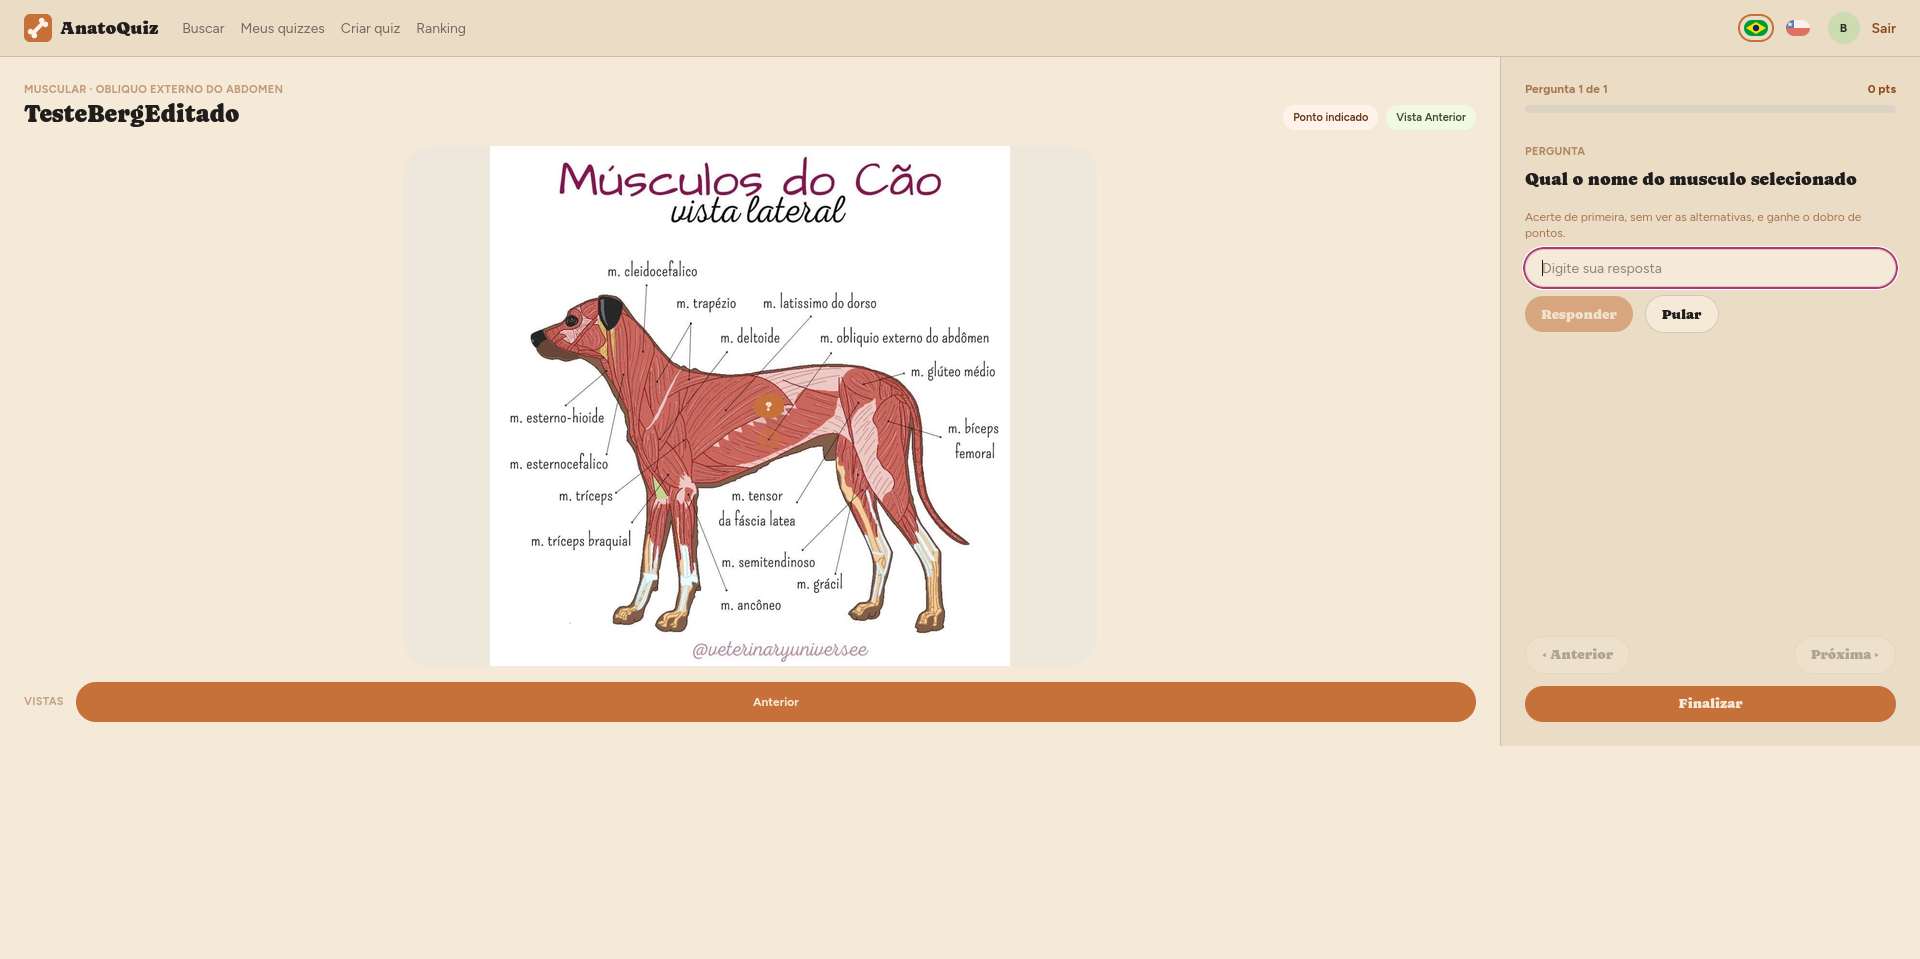 AnatoQuiz
Buscar
Meus quizzes
Criar quiz
Ranking
B
Sair
MUSCULAR · OBLIQUO EXTERNO DO ABDOMEN
TesteBergEditado
Ponto indicado
Vista Anterior
Músculos do Cão
vista lateral
m. cleidocefalico
m. trapézio
m. latissimo do dorso
m. deltoide
m. obliquio externo do abdômen
m. glúteo médio
?
m. esterno-hioide
m. bíceps
femoral
m. esternocefalico
m. tríceps
m. tensor
da fáscia latea
m. tríceps braquial
m. semitendinoso
m. grácil
m. ancôneo
@veterinaryuniversee
VISTAS
Anterior
Pergunta 1 de 1
0 pts
PERGUNTA
Qual o nome do musculo selecionado
Acerte de primeira, sem ver as alternativas, e ganhe o dobro de
pontos.
Digite sua resposta
Responder
Pular
Anterior
Próxima
Finalizar